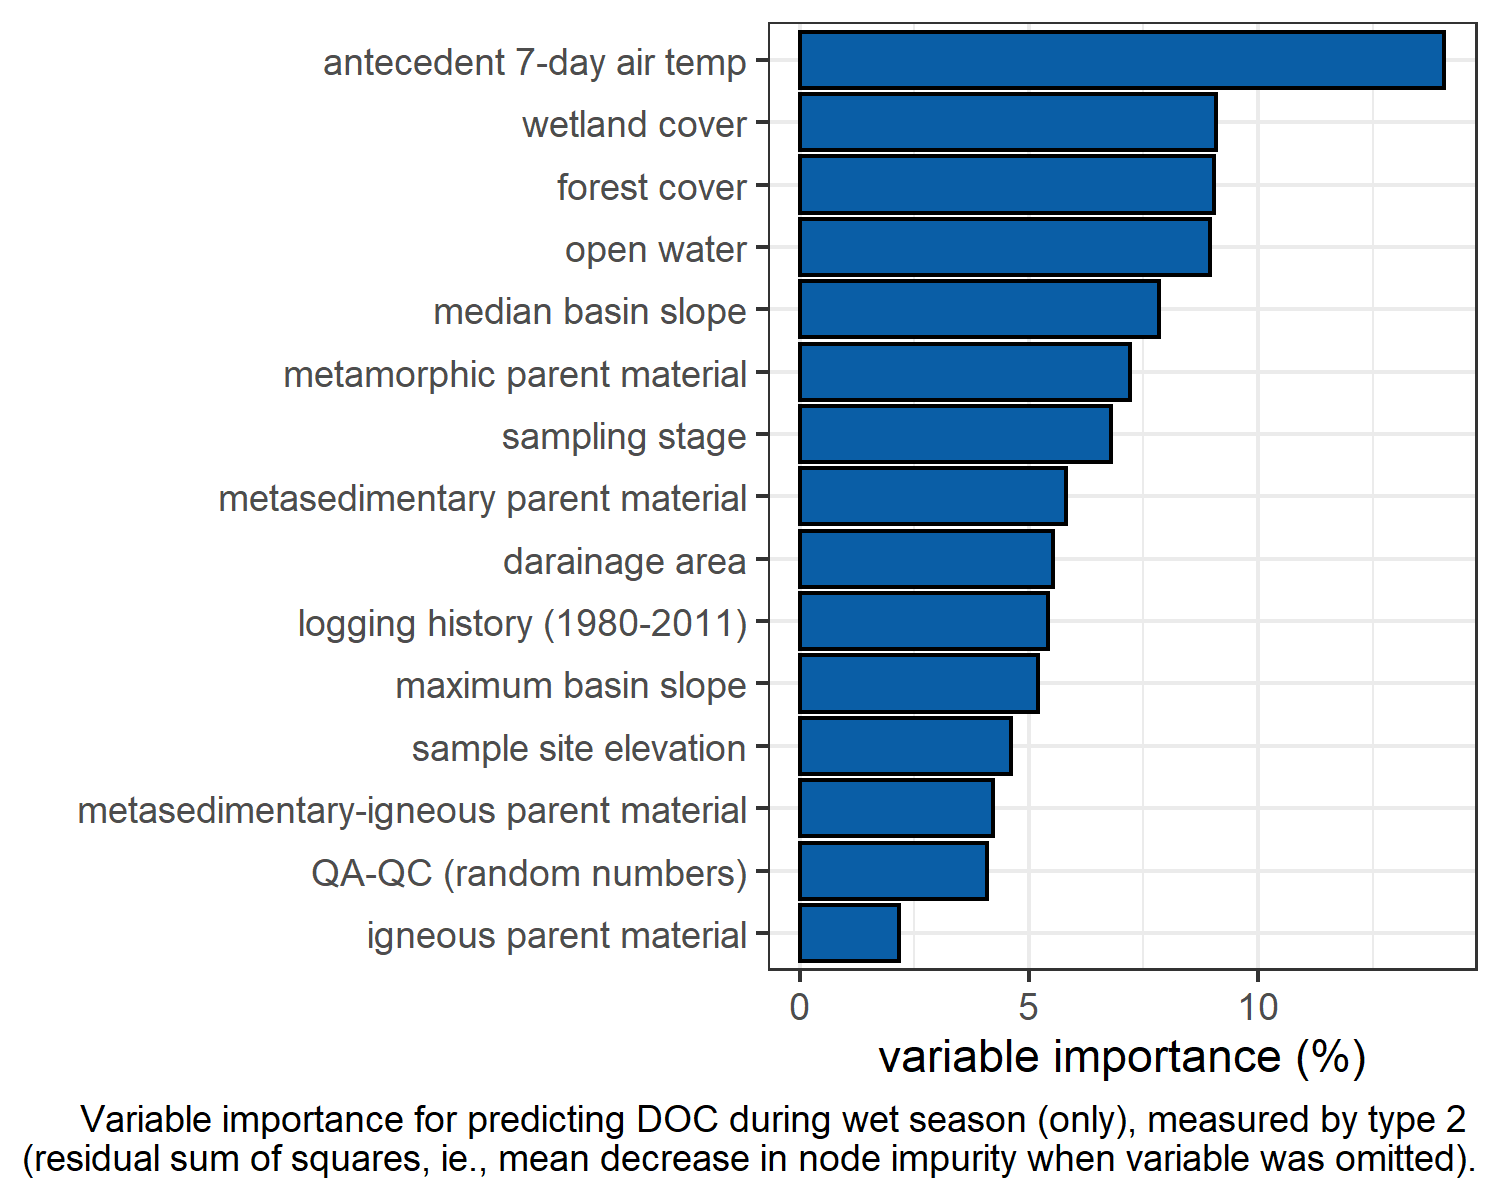 antecedent 7-day air temp
wetland cover
forest cover
open water
median basin slope
metamorphic parent material
sampling stage
metasedimentary parent material
darainage area
logging history (1980-2011)
maximum basin slope
sample site elevation
metasedimentary-igneous parent material
QA-QC (random numbers)
igneous parent material
0 5 10
variable importance (%)
Variable importance for predicting DOC during wet season (only), measured by type 2
(residual sum of squares, ie., mean decrease in node impurity when variable was omitted).